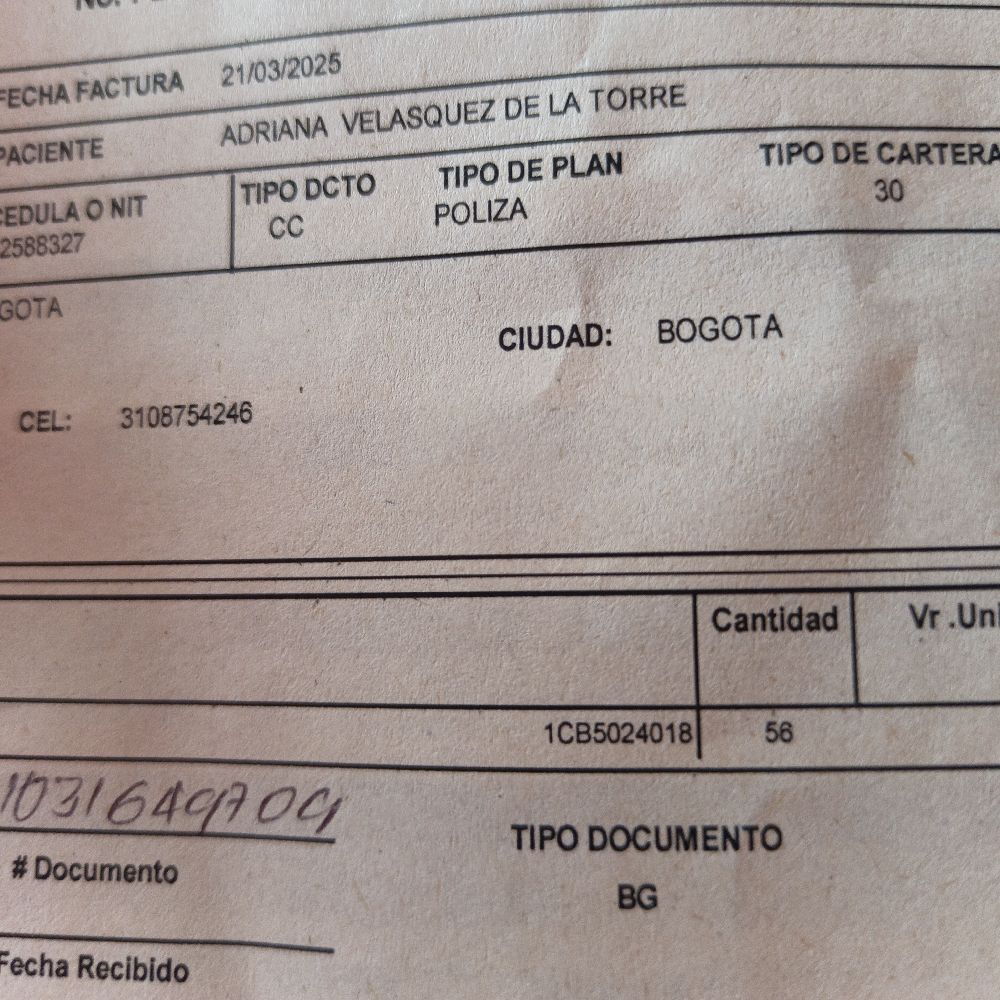 FECHA FACTURA 21/03/2025
PACIENTE ADRIANA VELASQUEZ DE LA TORRE
CEDULA O NIT TIPO DCTO TIPO DE PLAN TIPO DE CARTERA
2588327 CC POLIZA 30
GOTA
CIUDAD: BOGOTA
CEL: 3108754246
Cantidad Vr .Uni
1CB5024018 56
1031649709
# Documento TIPO DOCUMENTO
BG
Fecha Recibido